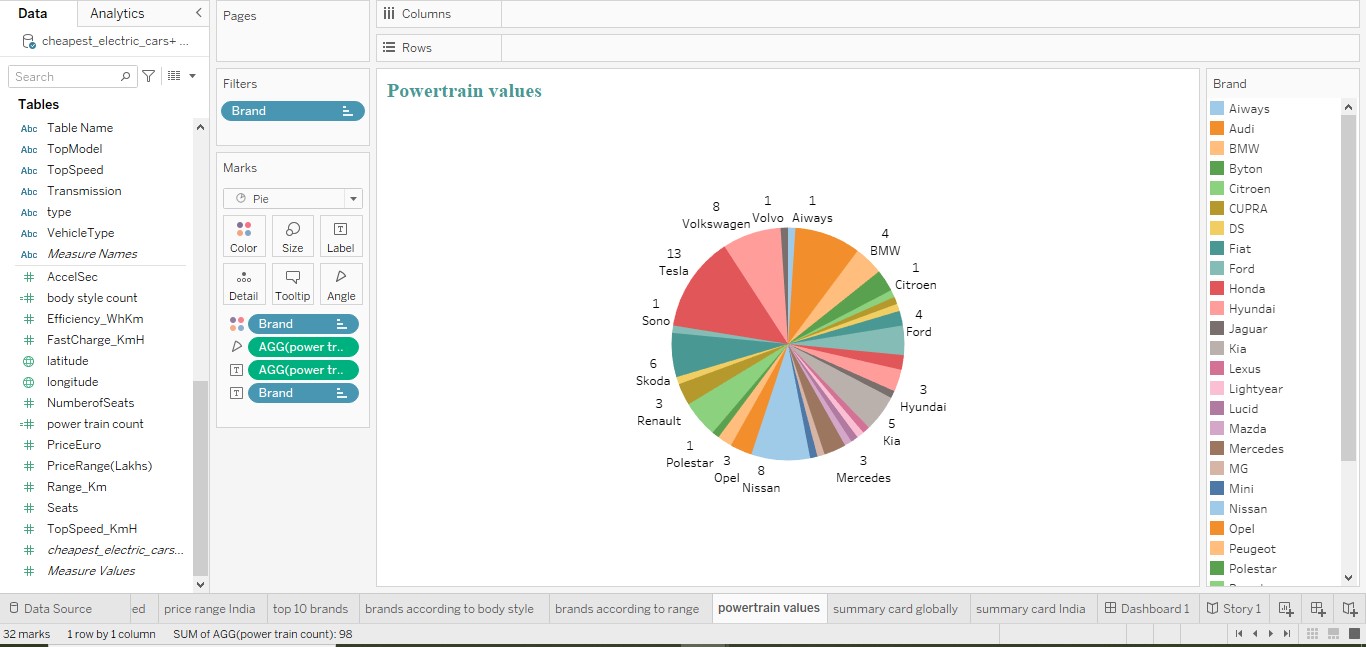 Data
Analytics
cheapest_electric_cars+ ...
Search
Tables
Abc Table Name
Abc TopModel
Abc TopSpeed
Abc Transmission
Abc type
Abc VehicleType
Abc Measure Names
AccelSec
body style count
Efficiency_WhKm
FastCharge_KmH
latitude
longitude
NumberofSeats
power train count
PriceEuro
PriceRange(Lakhs)
Range_Km
Seats
TopSpeed_KmH
cheapest_electric_cars...
Measure Values
Pages
Filters
Brand
Marks
Pie
Color Size Label
Detail Tooltip Angle
Brand
AGG(power tr..
AGG(power tr..
Brand
Columns
Rows
Powertrain values
1
Volvo
1
Aiways
8
Volkswagen
4
BMW
13
Tesla
1
Citroen
1
Sono
4
Ford
6
Skoda
3
Hyundai
3
Renault
5
Kia
1
Polestar
3
Opel
8
Nissan
3
Mercedes
Brand
Aiways
Audi
BMW
Byton
Citroen
CUPRA
DS
Fiat
Ford
Honda
Hyundai
Jaguar
Kia
Lexus
Lightyear
Lucid
Mazda
Mercedes
MG
Mini
Nissan
Opel
Peugeot
Polestar
Data Source ed price range India top 10 brands brands according to body style brands according to range powertrain values summary card globally summary card India Dashboard 1 Story 1
32 marks 1 row by 1 column SUM of AGG(power train count): 98